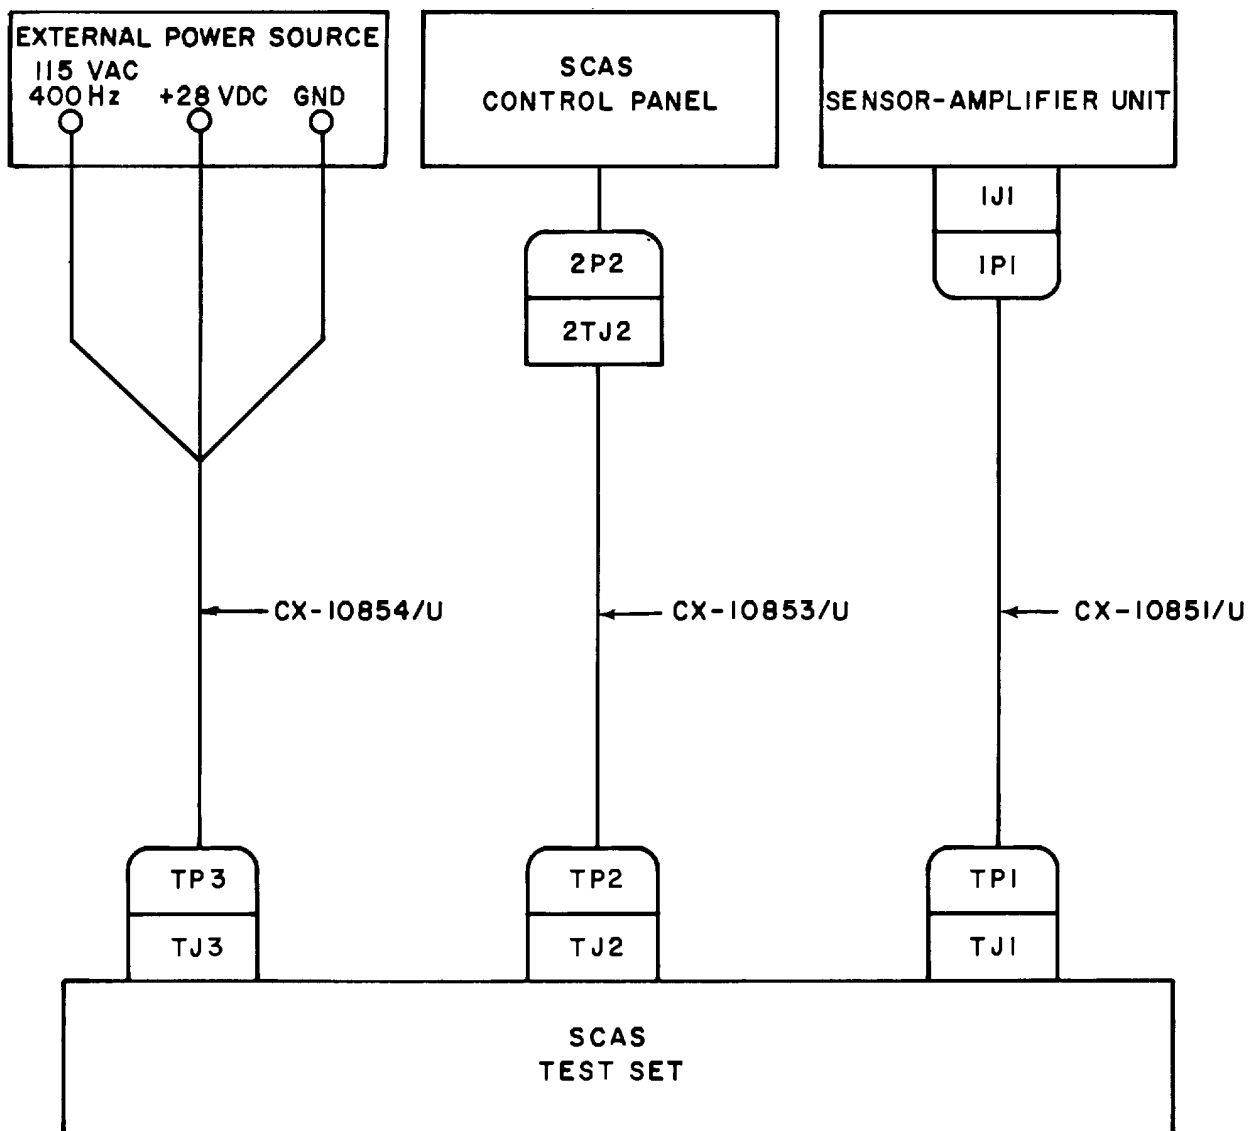 EXTERNAL POWER SOURCE
115 VAC
400 Hz +28 VDC GND
SCAS
CONTROL PANEL
SENSOR-AMPLIFIER UNIT
1J1
1P1
2P2
2TJ2
CX-10854/U
CX-10853/U
CX-10851/U
TP3
TJ3
TP2
TJ2
TP1
TJ1
SCAS
TEST SET